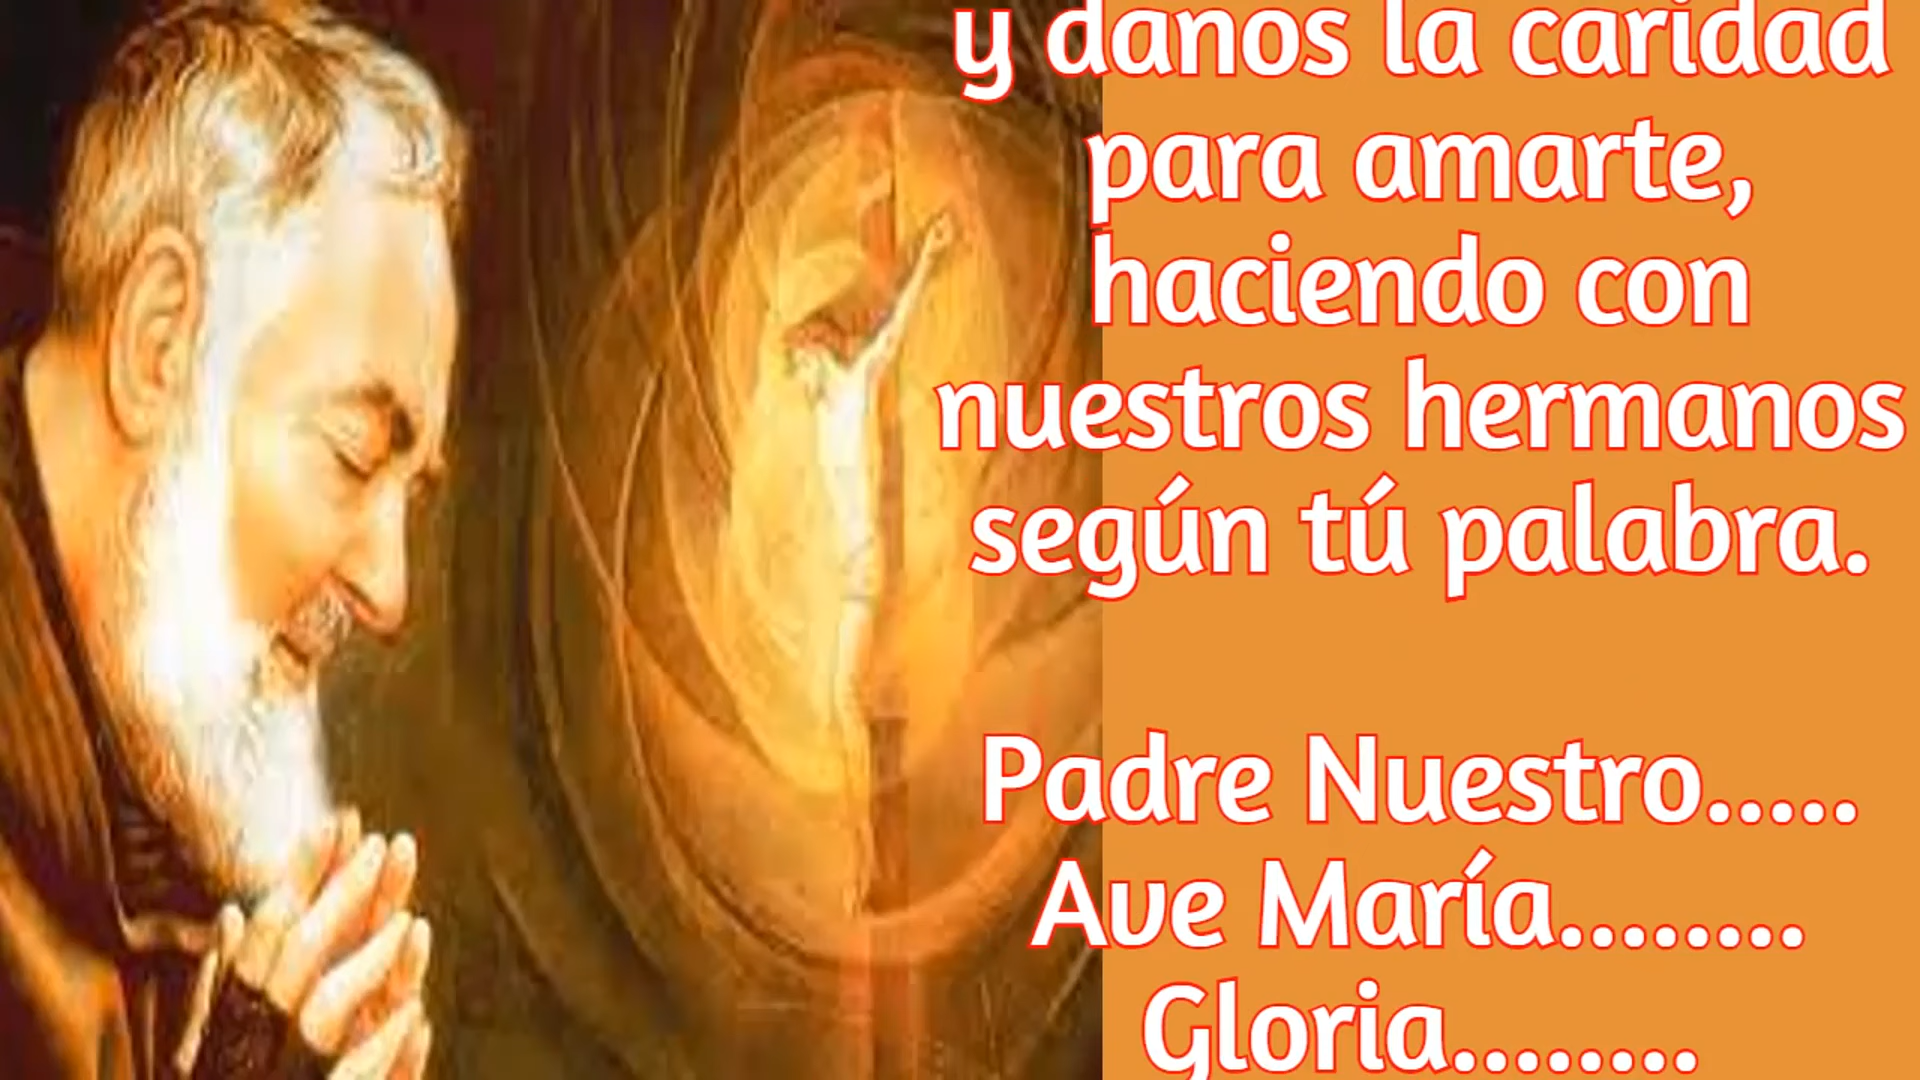 y danos la caridad
para amarte,
haciendo con
nuestros hermanos
según tú palabra.
Padre Nuestro.....
Ave María........
Gloria........